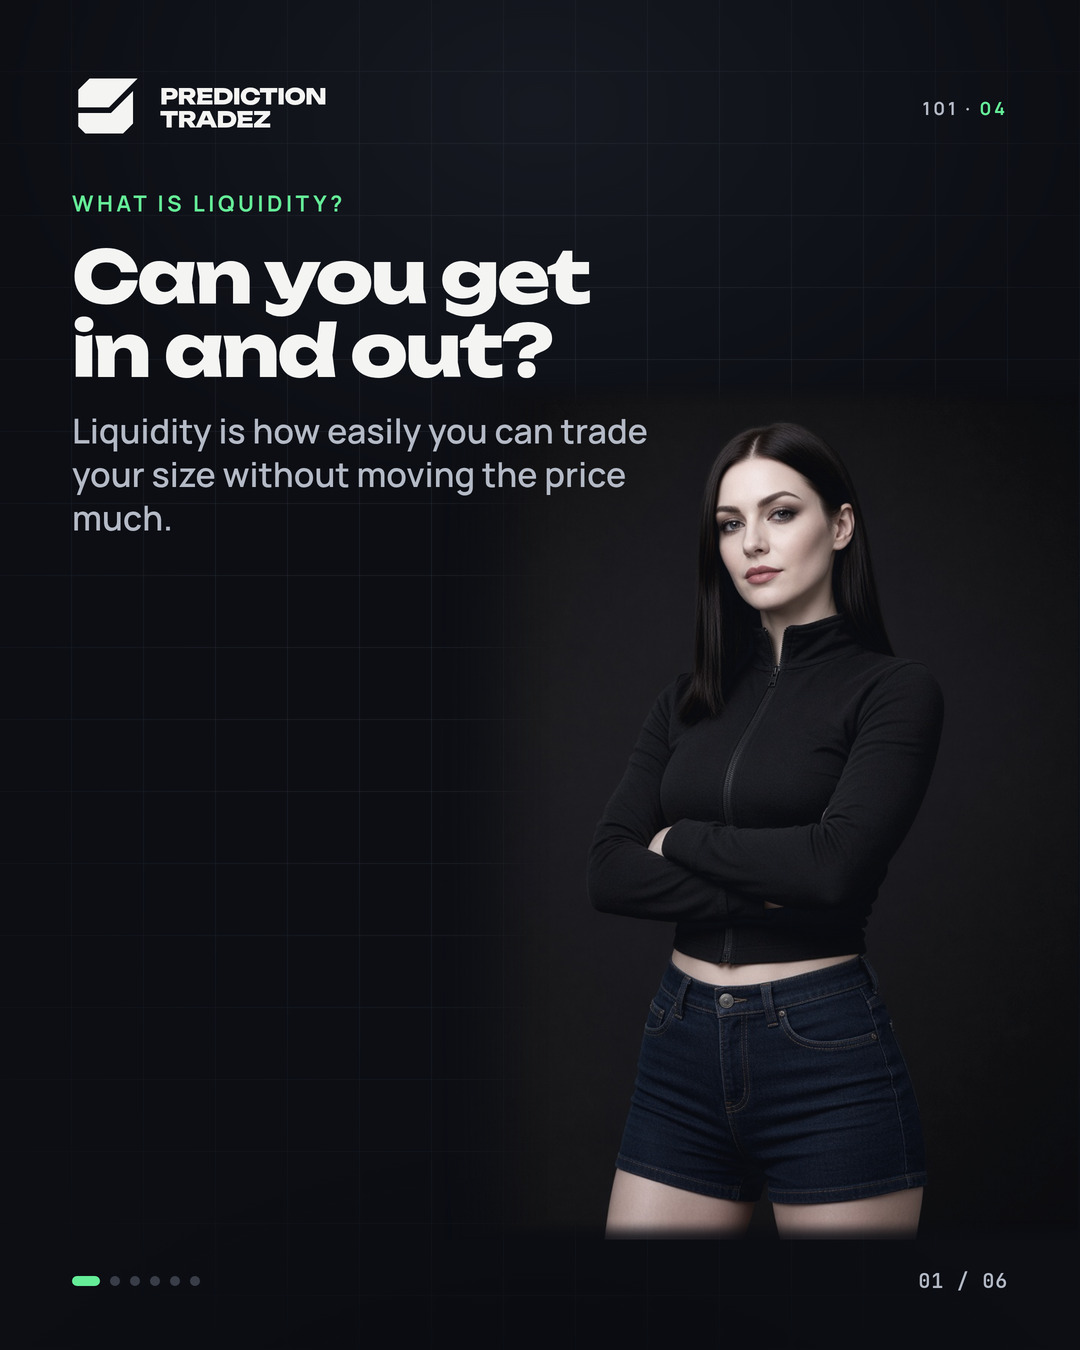 PREDICTION
TRADEZ
101 · 04
WHAT IS LIQUIDITY?
Can you get
in and out?
Liquidity is how easily you can trade
your size without moving the price
much.
01 / 06